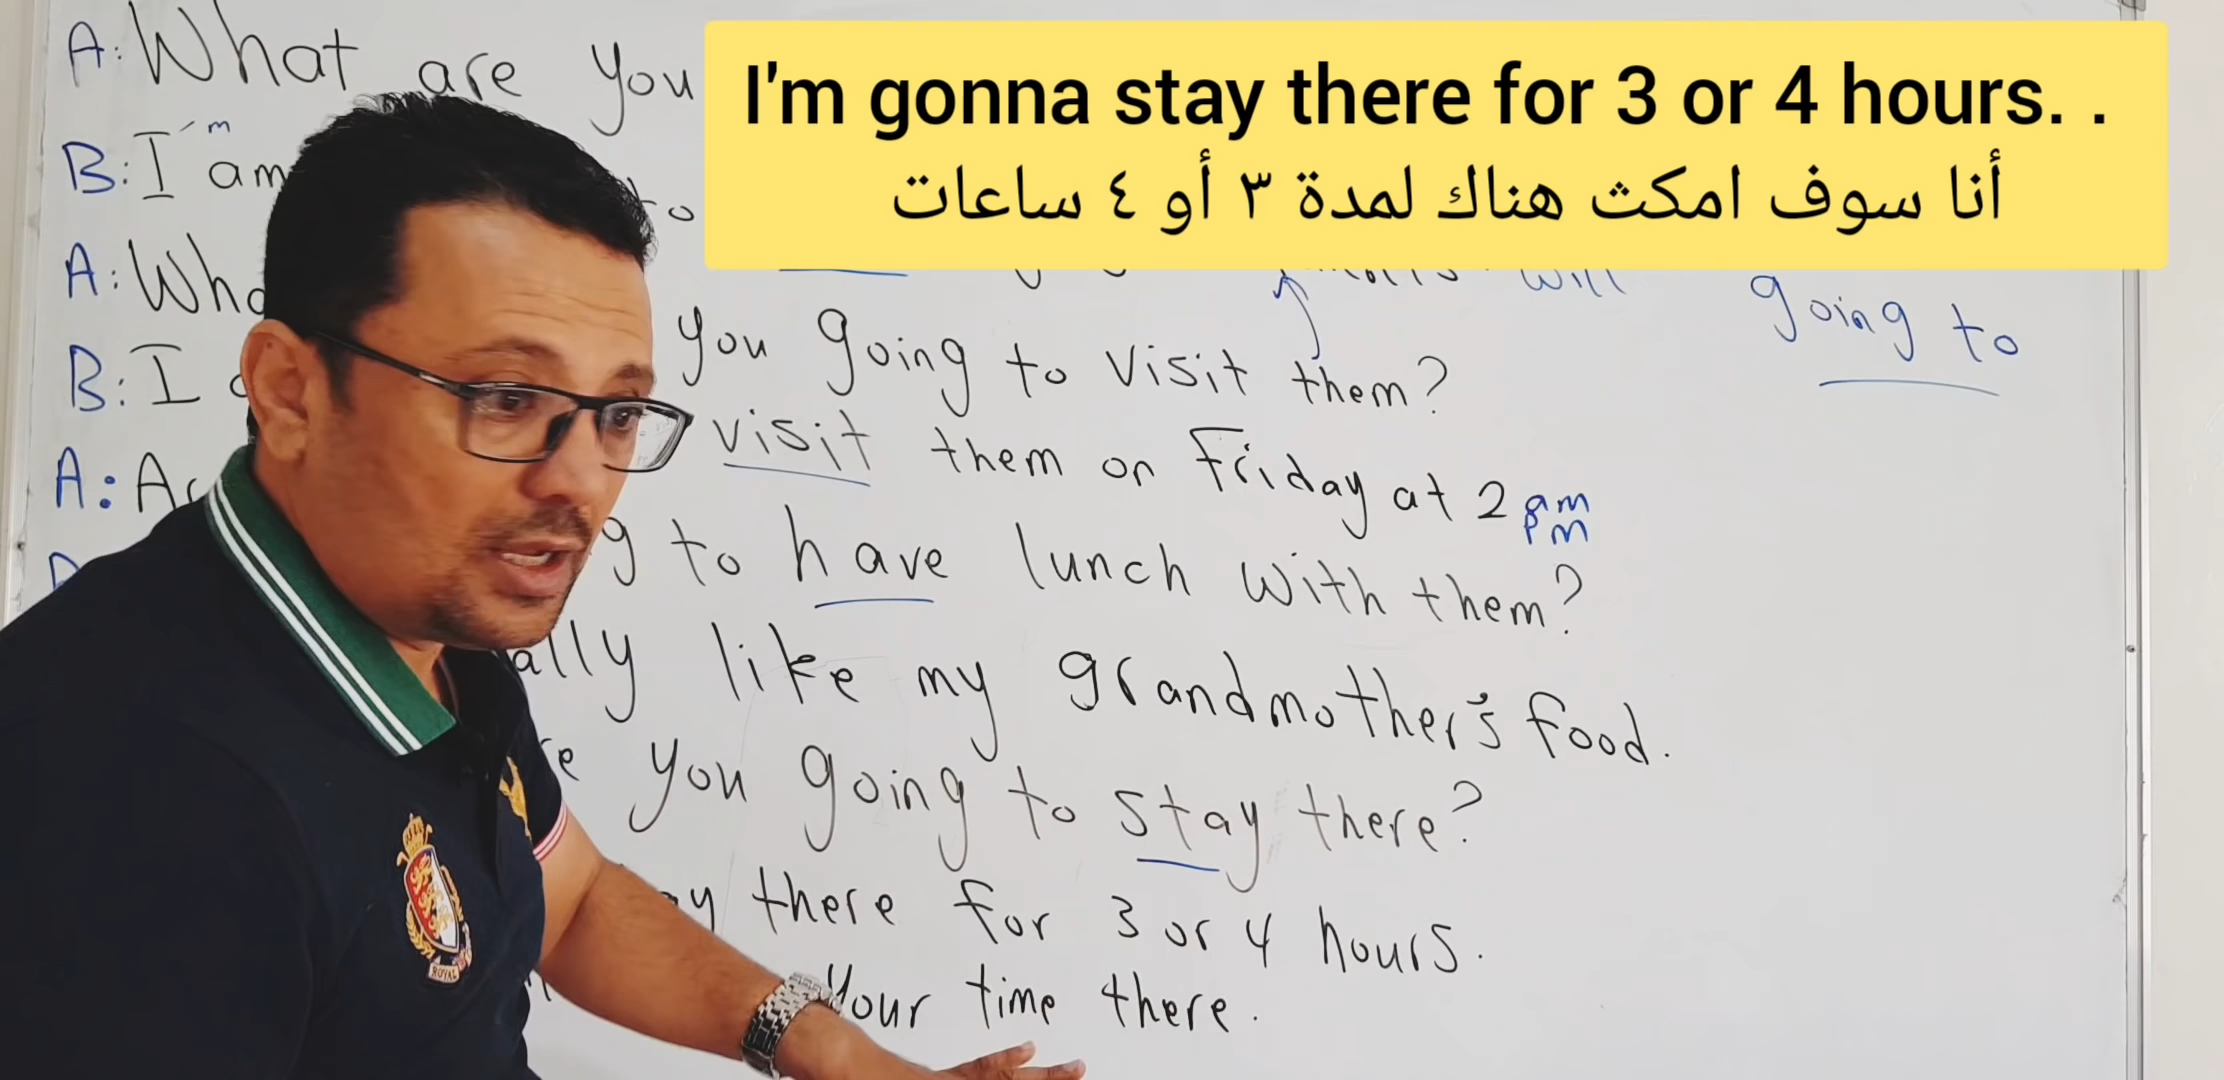 I'm gonna stay there for 3 or 4 hours. .
أنا سوف امكث هناك لمدة ٣ أو ٤ ساعات
A: What are you
B: I'm am to
A: will going to
you going to visit them?
B: I visit them on Friday at 2 am pm
A: to have lunch with them?
like my grandmother's food.
you going to stay there?
there for 3 or 4 hours.
Your time there.
ROYAL